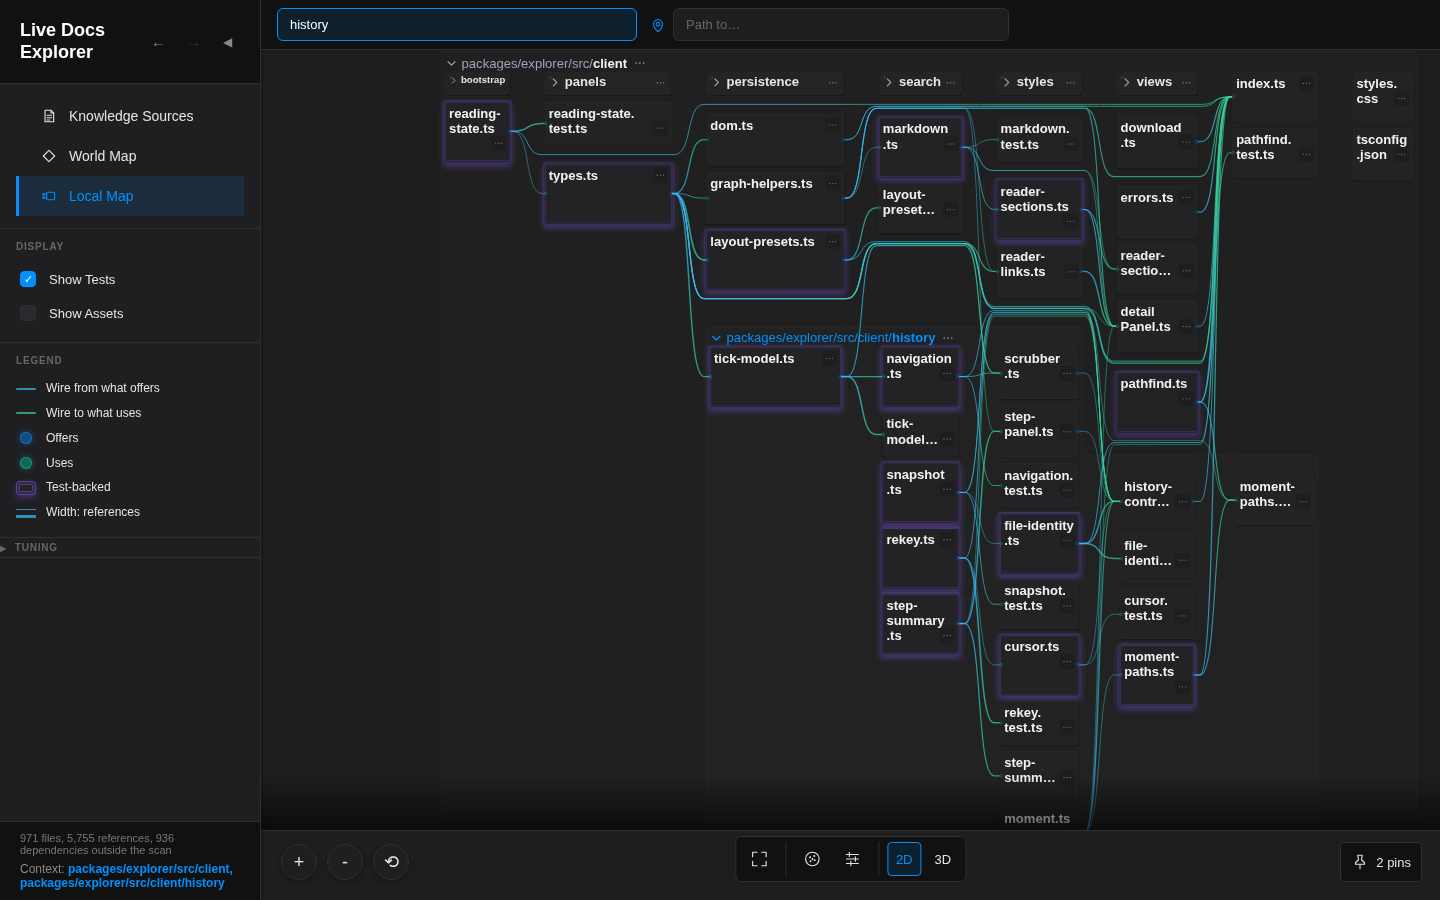 Live Docs
Explorer
← → ◀
Knowledge Sources
World Map
Local Map
DISPLAY
Show Tests
Show Assets
LEGEND
Wire from what offers
Wire to what uses
Offers
Uses
Test-backed
Width: references
TUNING
971 files, 5,755 references, 936
dependencies outside the scan
Context: packages/explorer/src/client,
packages/explorer/src/client/history
history
Path to…
packages/explorer/src/client ···
bootstrap
panels ···
persistence ···
search ···
styles ···
views ···
index.ts ···
styles.
css ···
reading-
state.ts
···
reading-state.
test.ts ···
types.ts ···
dom.ts ···
graph-helpers.ts ···
layout-presets.ts ···
markdown
.ts ···
layout-
preset… ···
markdown.
test.ts ···
reader-
sections.ts
···
reader-
links.ts ···
download
.ts ···
errors.ts ···
reader-
sectio… ···
detail
Panel.ts ···
pathfind.ts
···
pathfind.
test.ts ···
tsconfig
.json ···
packages/explorer/src/client/history ···
tick-model.ts ···
navigation
.ts ···
tick-
model… ···
snapshot
.ts ···
rekey.ts ···
step-
summary
.ts ···
scrubber
.ts ···
step-
panel.ts ···
navigation.
test.ts ···
file-identity
.ts ···
snapshot.
test.ts ···
cursor.ts
···
rekey.
test.ts ···
step-
summ… ···
moment.ts
history-
contr… ···
file-
identi… ···
cursor.
test.ts ···
moment-
paths.ts
···
moment-
paths.… ···
+ - ⟲
2D 3D
2 pins